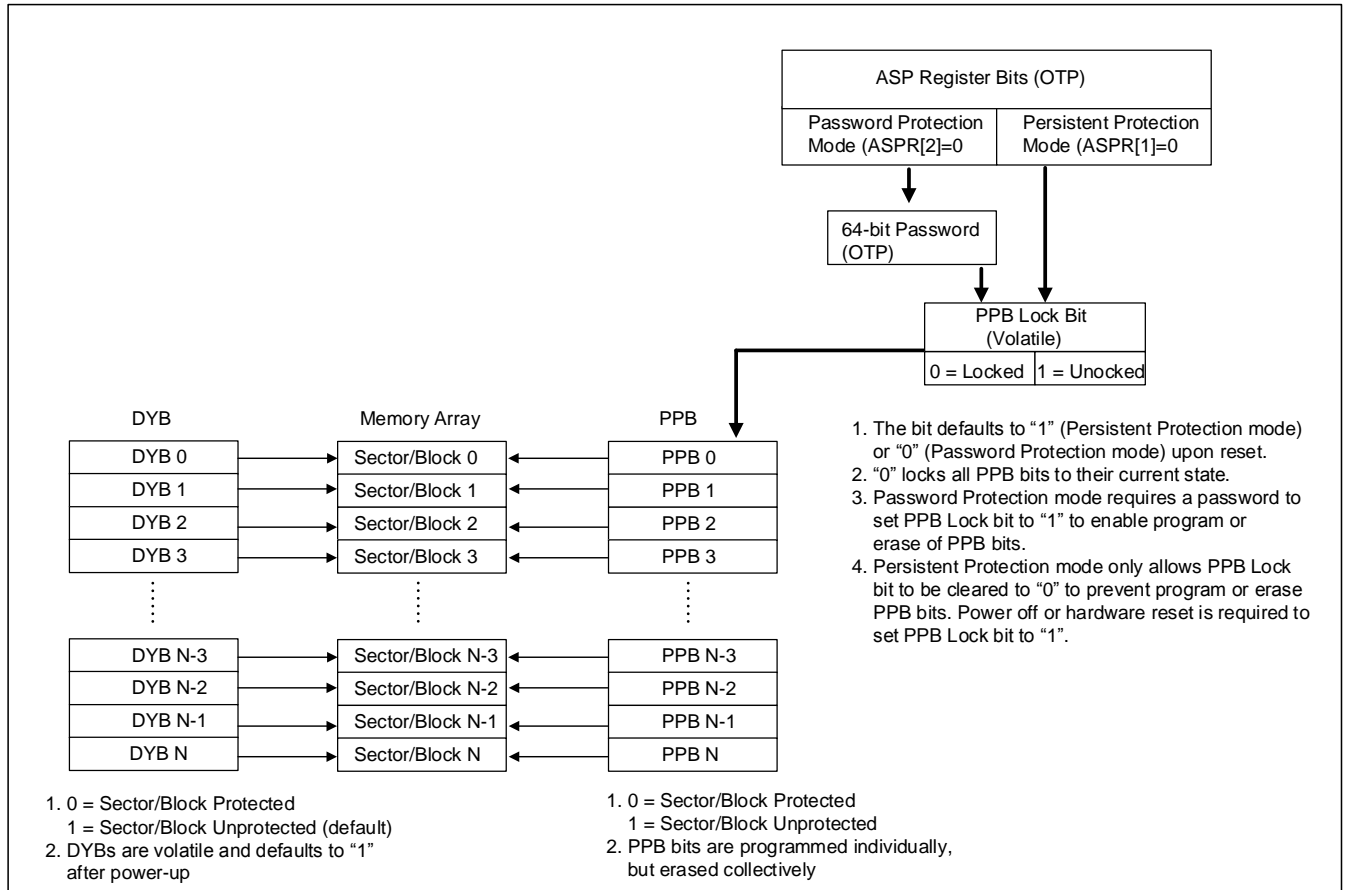 ASP Register Bits (OTP)
Password Protection
Mode (ASPR[2]=0
Persistent Protection
Mode (ASPR[1]=0
64-bit Password
(OTP)
PPB Lock Bit
(Volatile)
0 = Locked
1 = Unocked
1. The bit defaults to “1” (Persistent Protection mode)
or “0” (Password Protection mode) upon reset.
2. “0” locks all PPB bits to their current state.
3. Password Protection mode requires a password to
set PPB Lock bit to “1” to enable program or
erase of PPB bits.
4. Persistent Protection mode only allows PPB Lock
bit to be cleared to “0” to prevent program or erase
PPB bits. Power off or hardware reset is required to
set PPB Lock bit to “1”.
DYB
Memory Array
PPB
DYB 0
Sector/Block 0
PPB 0
DYB 1
Sector/Block 1
PPB 1
DYB 2
Sector/Block 2
PPB 2
DYB 3
Sector/Block 3
PPB 3
DYB N-3
Sector/Block N-3
PPB N-3
DYB N-2
Sector/Block N-2
PPB N-2
DYB N-1
Sector/Block N-1
PPB N-1
DYB N
Sector/Block N
PPB N
1. 0 = Sector/Block Protected
1 = Sector/Block Unprotected (default)
2. DYBs are volatile and defaults to “1”
after power-up
1. 0 = Sector/Block Protected
1 = Sector/Block Unprotected
2. PPB bits are programmed individually,
but erased collectively